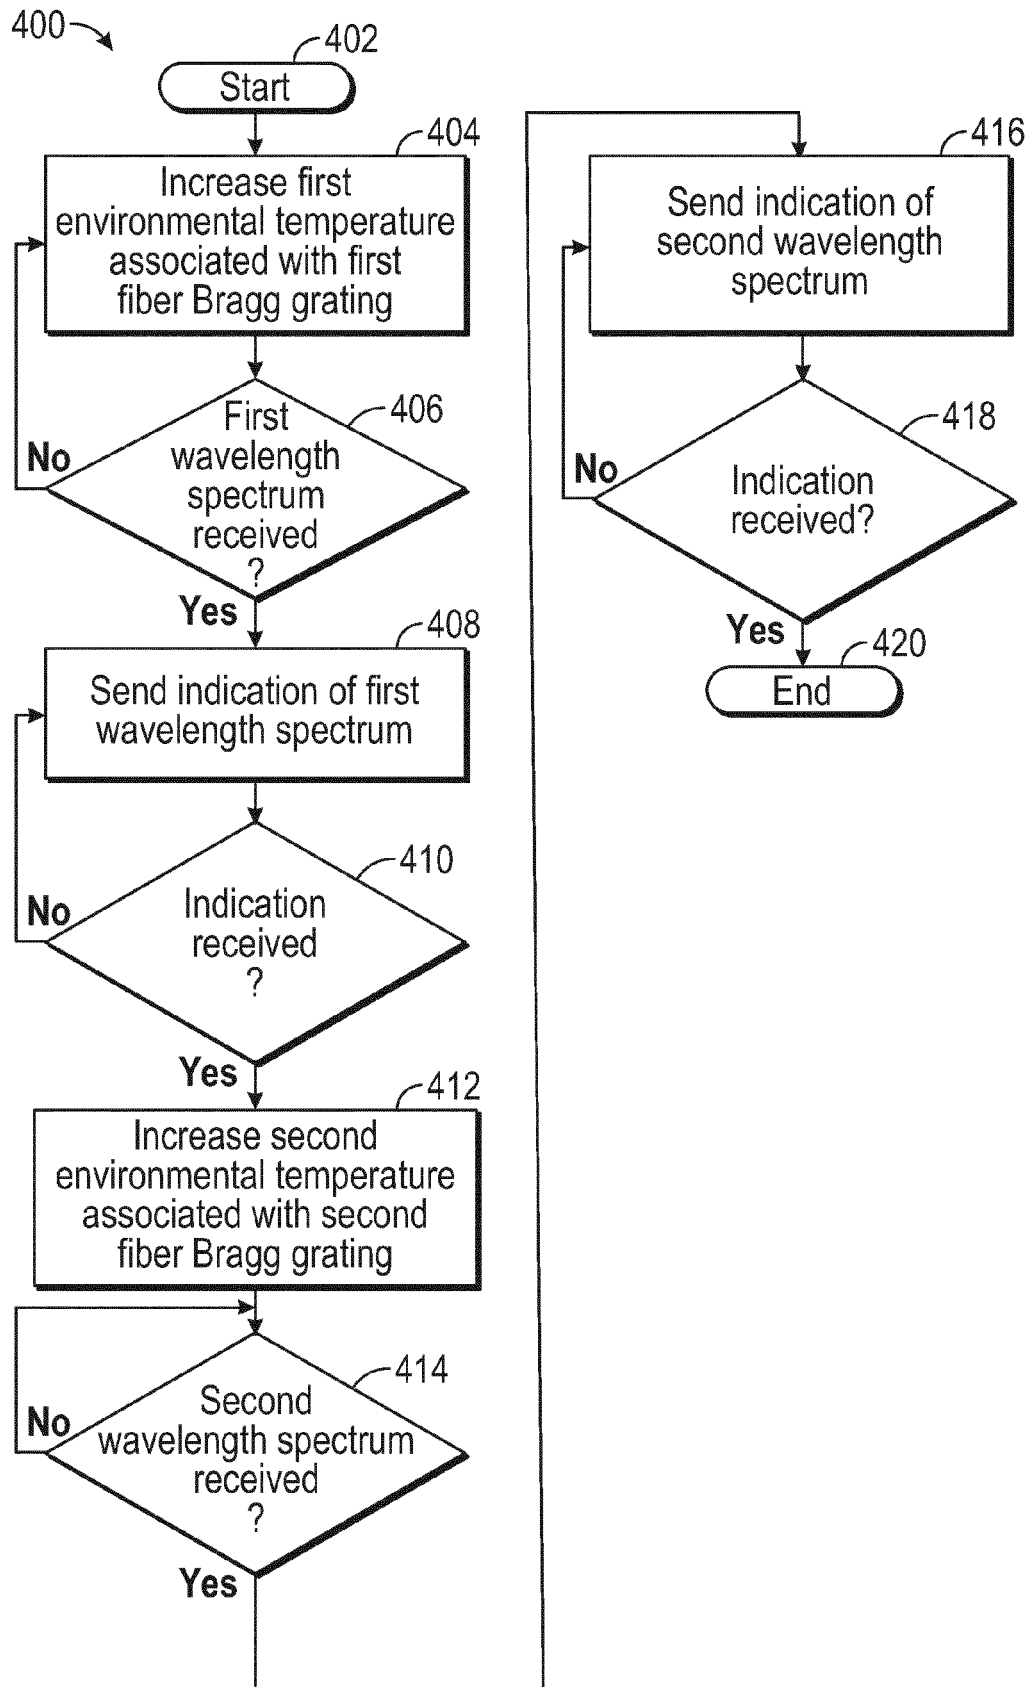 400
402
Start
404
Increase first
environmental temperature
associated with first
fiber Bragg grating
406
First
wavelength
spectrum
received
?
No
Yes
408
Send indication of first
wavelength spectrum
410
Indication
received
?
No
Yes
412
Increase second
environmental temperature
associated with second
fiber Bragg grating
414
Second
wavelength spectrum
received
?
No
Yes
416
Send indication of
second wavelength
spectrum
418
Indication
received?
No
Yes
420
End